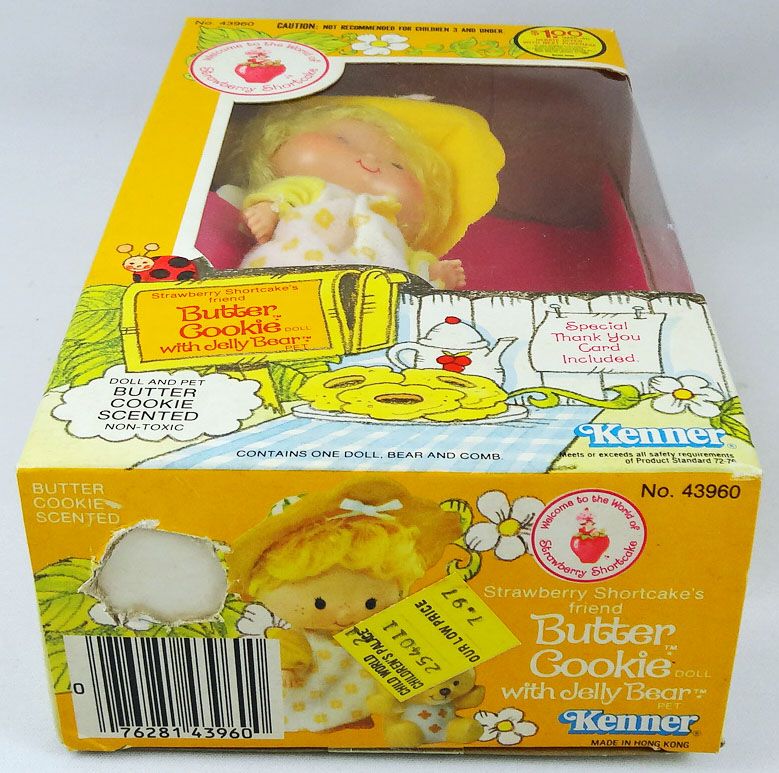 No. 43960
CAUTION: NOT RECOMMENDED FOR CHILDREN 3 AND UNDER
$1.00
Welcome to the World of
Strawberry Shortcake
Strawberry Shortcake's
friend
Butter
Cookie DOLL
with Jelly Bear™
PET
Special
Thank You
Card
Included.
DOLL AND PET
BUTTER
COOKIE
SCENTED
NON-TOXIC
CONTAINS ONE DOLL, BEAR AND COMB.
Kenner®
Meets or exceeds all safety requirements
of Product Standard 72-76
BUTTER
COOKIE
SCENTED
No. 43960
Welcome to the World of
Strawberry Shortcake
Strawberry Shortcake's
friend
Butter™
Cookie DOLL
with Jelly Bear™
PET
Kenner®
MADE IN HONG KONG
CHILD WORLD
CHILDREN'S PALACE
254011
OUR LOW PRICE
7.97
0 76281 43960